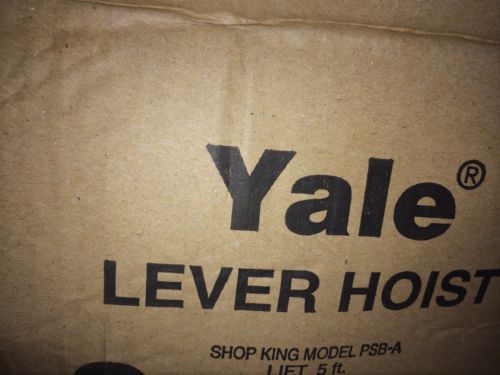 Yale®
LEVER HOIST
SHOP KING MODEL PSB-A
LIFT 5 ft.